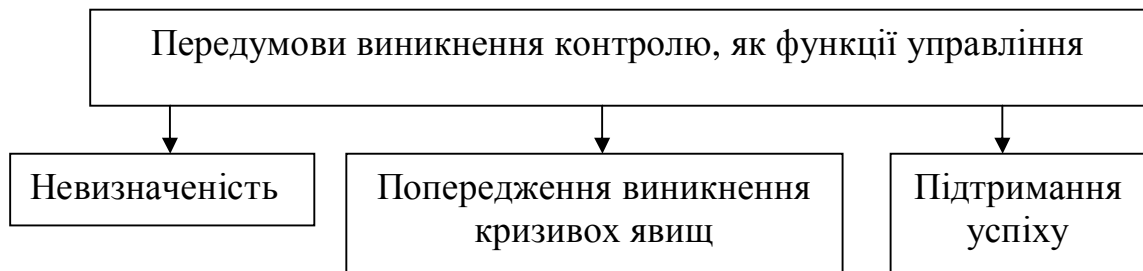 Передумови виникнення контролю, як функції управління
Невизначеність
Попередження виникнення
кризивох явищ
Підтримання
успіху